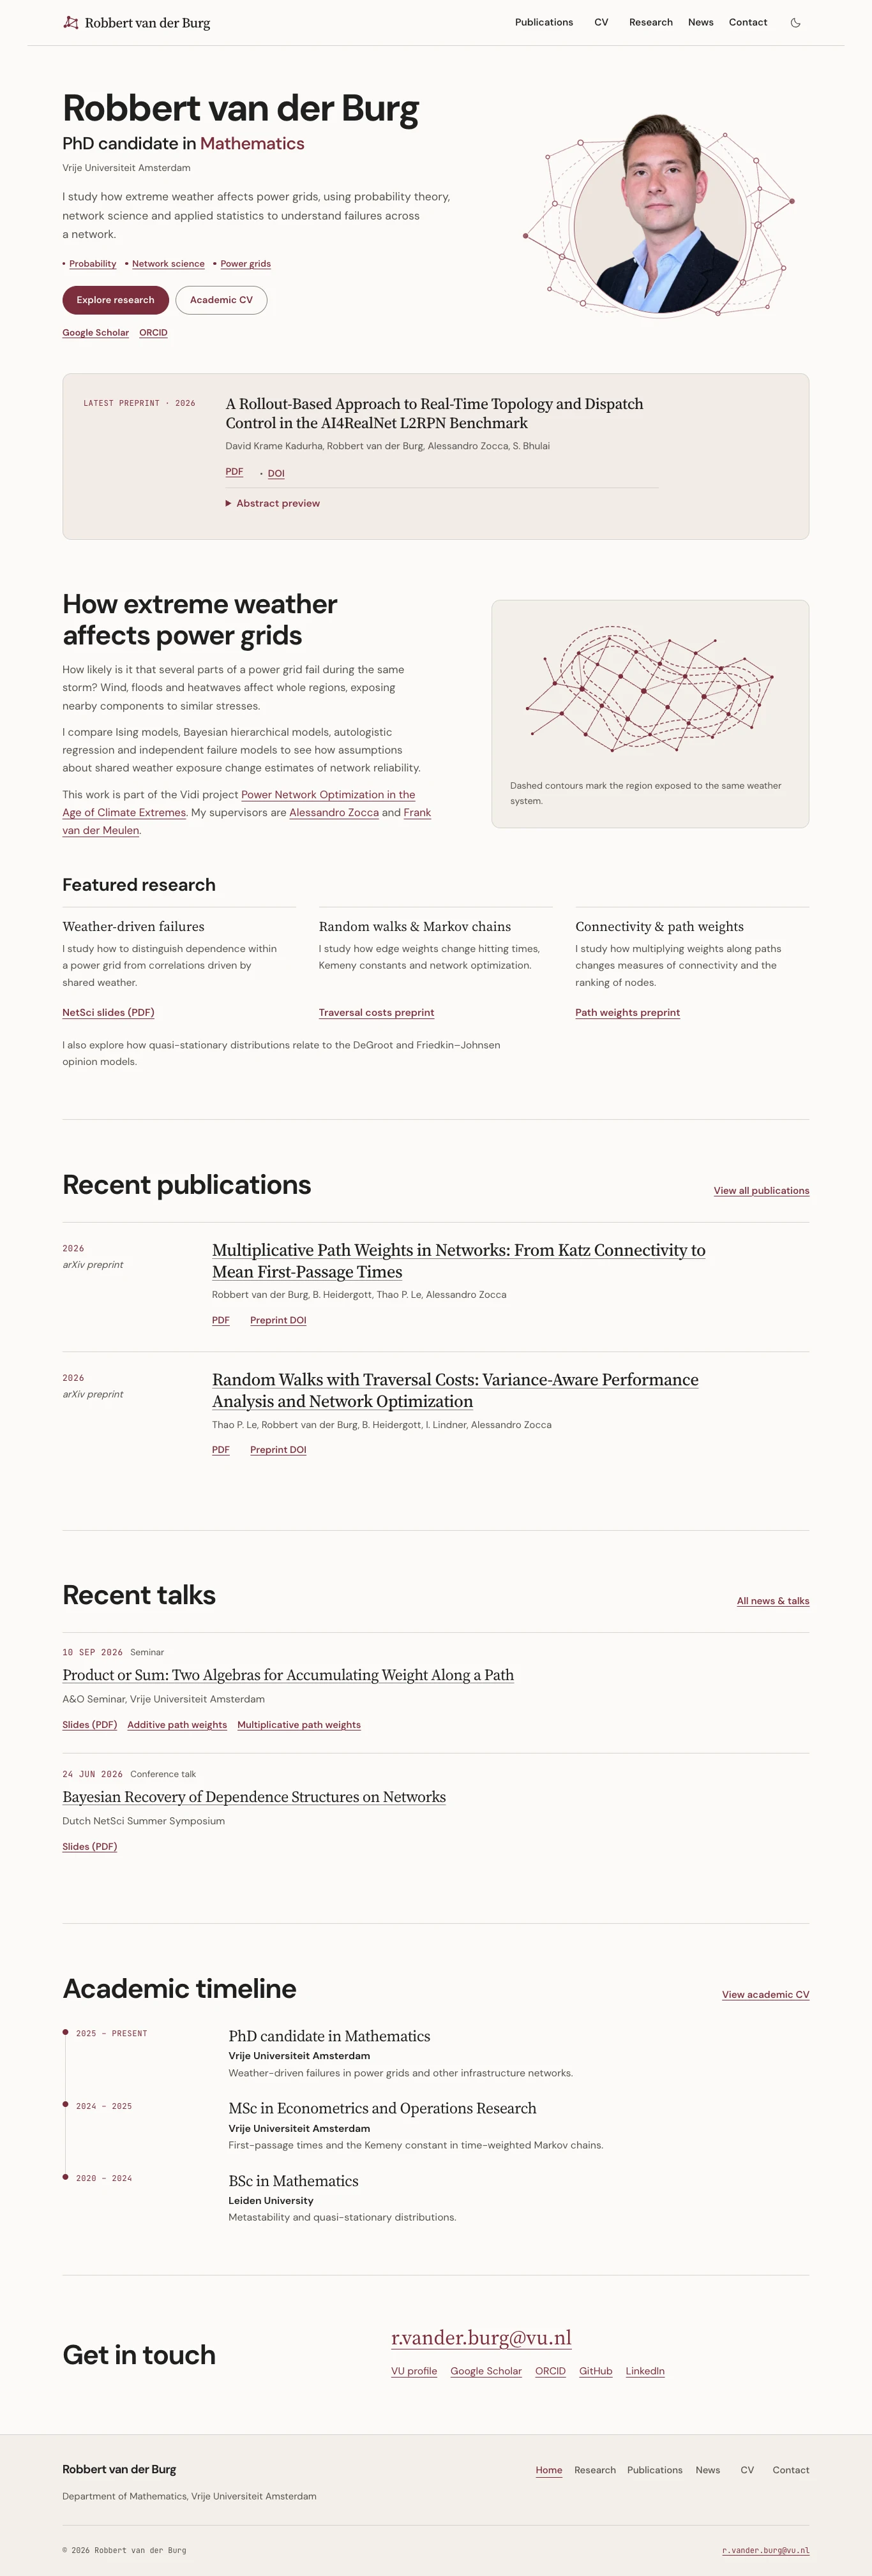 Robbert van der Burg
Publications CV Research News Contact
Robbert van der Burg
PhD candidate in Mathematics
Vrije Universiteit Amsterdam
I study how extreme weather affects power grids, using probability theory,
network science and applied statistics to understand failures across
a network.
• Probability • Network science • Power grids
Explore research Academic CV
Google Scholar ORCID
LATEST PREPRINT · 2026
A Rollout-Based Approach to Real-Time Topology and Dispatch
Control in the AI4RealNet L2RPN Benchmark
David Krame Kadurha, Robbert van der Burg, Alessandro Zocca, S. Bhulai
PDF • DOI
▶ Abstract preview
How extreme weather
affects power grids
How likely is it that several parts of a power grid fail during the same
storm? Wind, floods and heatwaves affect whole regions, exposing
nearby components to similar stresses.
I compare Ising models, Bayesian hierarchical models, autologistic
regression and independent failure models to see how assumptions
about shared weather exposure change estimates of network reliability.
This work is part of the Vidi project Power Network Optimization in the
Age of Climate Extremes. My supervisors are Alessandro Zocca and Frank
van der Meulen.
Dashed contours mark the region exposed to the same weather
system.
Featured research
Weather-driven failures
I study how to distinguish dependence within
a power grid from correlations driven by
shared weather.
NetSci slides (PDF)
Random walks & Markov chains
I study how edge weights change hitting times,
Kemeny constants and network optimization.
Traversal costs preprint
Connectivity & path weights
I study how multiplying weights along paths
changes measures of connectivity and the
ranking of nodes.
Path weights preprint
I also explore how quasi-stationary distributions relate to the DeGroot and Friedkin–Johnsen
opinion models.
Recent publications
View all publications
2026
arXiv preprint
Multiplicative Path Weights in Networks: From Katz Connectivity to
Mean First-Passage Times
Robbert van der Burg, B. Heidergott, Thao P. Le, Alessandro Zocca
PDF Preprint DOI
2026
arXiv preprint
Random Walks with Traversal Costs: Variance-Aware Performance
Analysis and Network Optimization
Thao P. Le, Robbert van der Burg, B. Heidergott, I. Lindner, Alessandro Zocca
PDF Preprint DOI
Recent talks
All news & talks
10 SEP 2026 Seminar
Product or Sum: Two Algebras for Accumulating Weight Along a Path
A&O Seminar, Vrije Universiteit Amsterdam
Slides (PDF) Additive path weights Multiplicative path weights
24 JUN 2026 Conference talk
Bayesian Recovery of Dependence Structures on Networks
Dutch NetSci Summer Symposium
Slides (PDF)
Academic timeline
View academic CV
2025 – PRESENT
PhD candidate in Mathematics
Vrije Universiteit Amsterdam
Weather-driven failures in power grids and other infrastructure networks.
2024 – 2025
MSc in Econometrics and Operations Research
Vrije Universiteit Amsterdam
First-passage times and the Kemeny constant in time-weighted Markov chains.
2020 – 2024
BSc in Mathematics
Leiden University
Metastability and quasi-stationary distributions.
Get in touch
r.vander.burg@vu.nl
VU profile Google Scholar ORCID GitHub LinkedIn
Robbert van der Burg
Home Research Publications News CV Contact
Department of Mathematics, Vrije Universiteit Amsterdam
© 2026 Robbert van der Burg
r.vander.burg@vu.nl